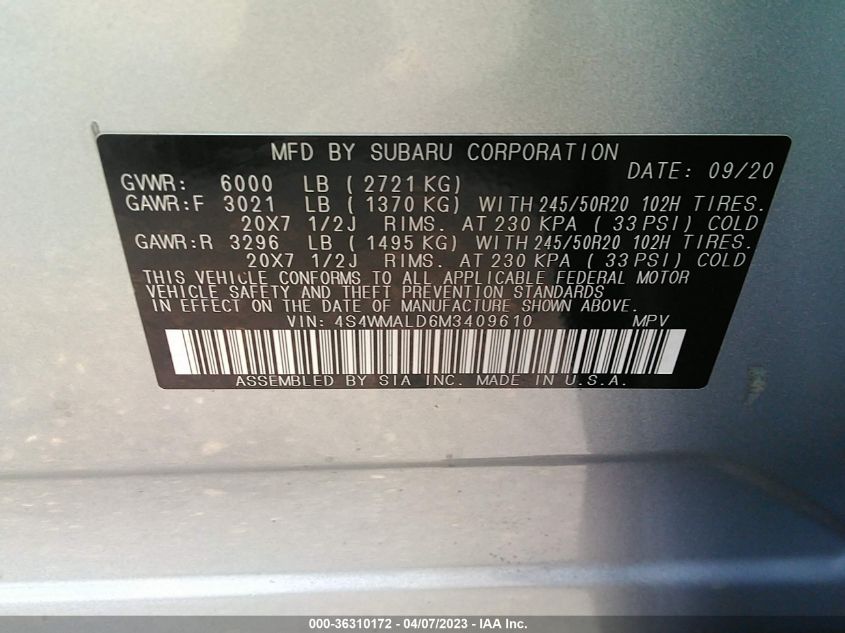 MFD BY SUBARU CORPORATION
DATE: 09/20
GVWR: 6000 LB ( 2721 KG)
GAWR:F 3021 LB ( 1370 KG) WITH 245/50R20 102H TIRES.
20X7 1/2J RIMS. AT 230 KPA ( 33 PSI) COLD
GAWR:R 3296 LB ( 1495 KG) WITH 245/50R20 102H TIRES.
20X7 1/2J RIMS. AT 230 KPA ( 33 PSI) COLD
THIS VEHICLE CONFORMS TO ALL APPLICABLE FEDERAL MOTOR
VEHICLE SAFETY AND THEFT PREVENTION STANDARDS
IN EFFECT ON THE DATE OF MANUFACTURE SHOWN ABOVE.
VIN: 4S4WMALD6M3409610 MPV
ASSEMBLED BY SIA INC. MADE IN U.S.A.
000-36310172 - 04/07/2023 - IAA Inc.